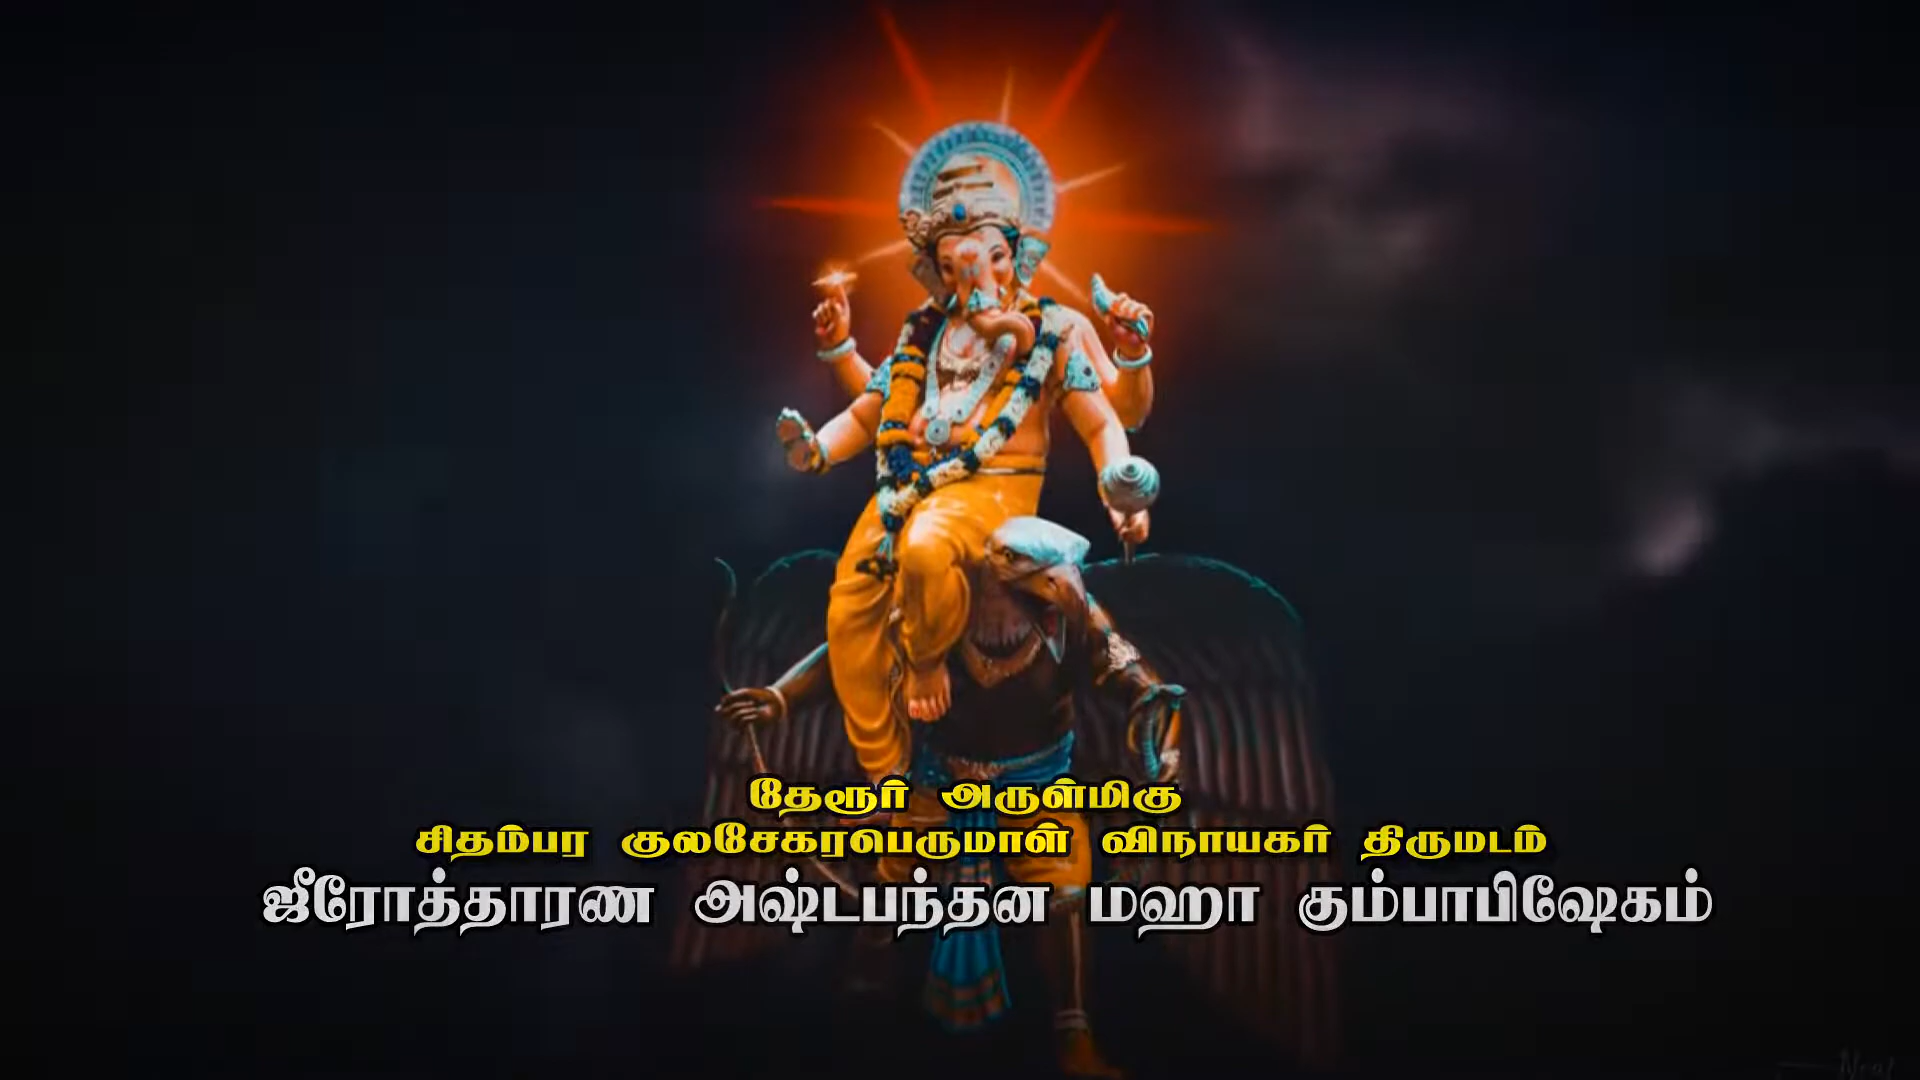 தேரூர் அருள்மிகு
சிதம்பர குலசேகரபெருமாள் விநாயகர் திருமடம்
ஜீரோத்தாரண அஷ்டபந்தன மஹா கும்பாபிஷேகம்